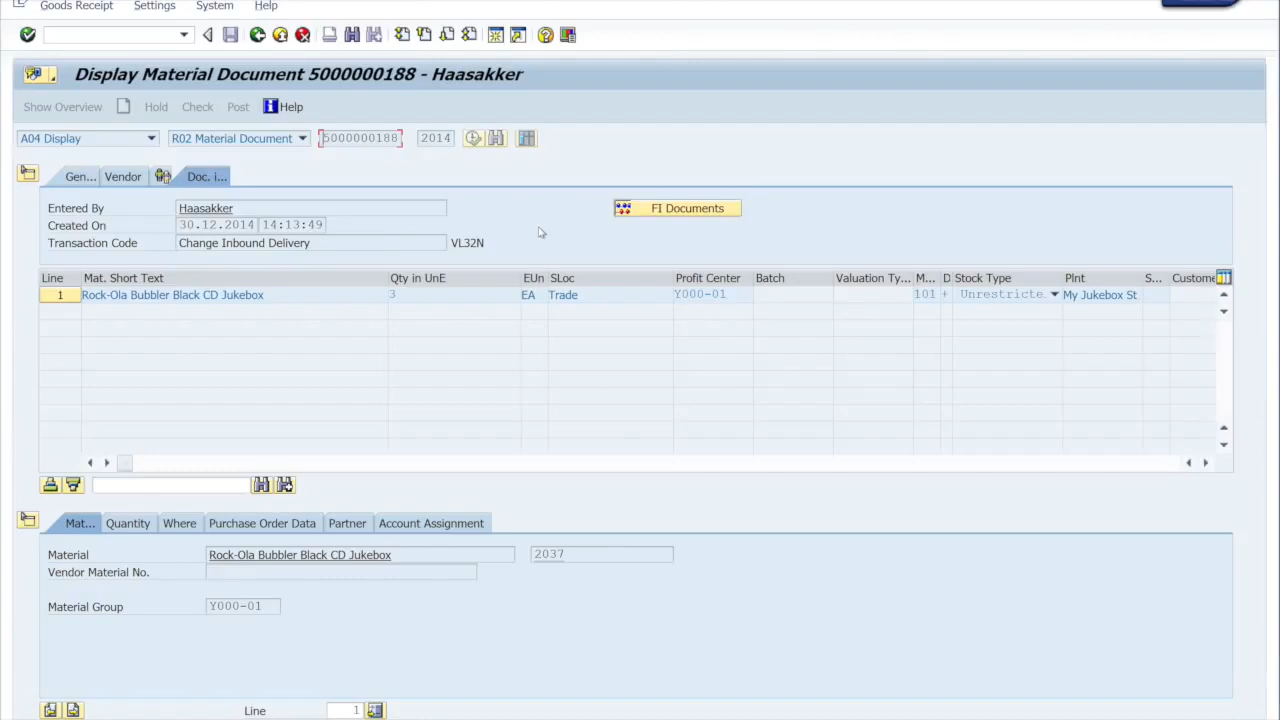 Goods Receipt Settings System Help
Display Material Document 5000000188 - Haasakker
Show Overview Hold Check Post Help
A04 Display R02 Material Document 5000000188 2014
Gen... Vendor Doc. i...
Entered By Haasakker FI Documents
Created On 30.12.2014 14:13:49
Transaction Code Change Inbound Delivery VL32N
Line Mat. Short Text Qty in UnE EUn SLoc Profit Center Batch Valuation Ty... M... D Stock Type Plnt S... Custome
1 Rock-Ola Bubbler Black CD Jukebox 3 EA Trade Y000-01 101 + Unrestricte. My Jukebox St
Mat... Quantity Where Purchase Order Data Partner Account Assignment
Material Rock-Ola Bubbler Black CD Jukebox 2037
Vendor Material No.
Material Group Y000-01
Line 1